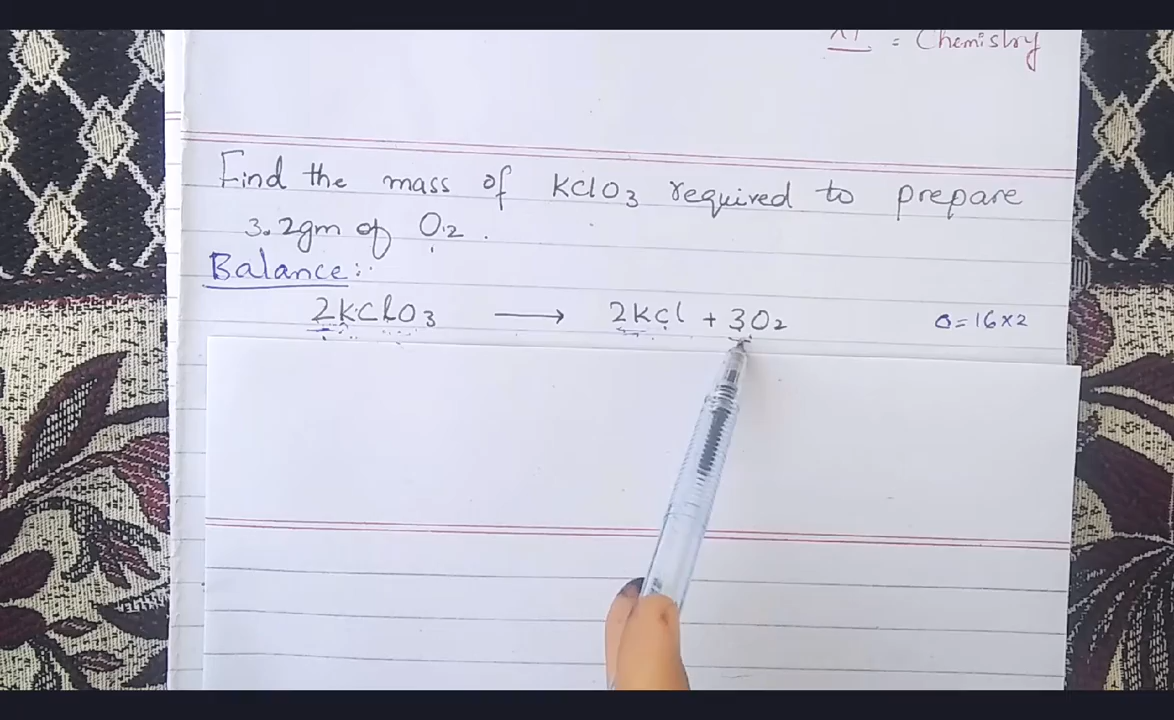 = Chemistry
Find the mass of KClO3 required to prepare
3.2gm of O2.
Balance:-
2KClO3 ⟶ 2KCl + 3O2 O=16×2